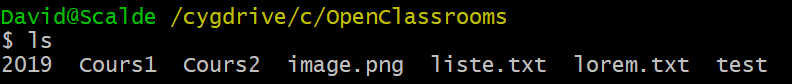 David@Scalde /cygdrive/c/OpenClassrooms
$ ls
2019  Cours1  Cours2  image.png  liste.txt  lorem.txt  test